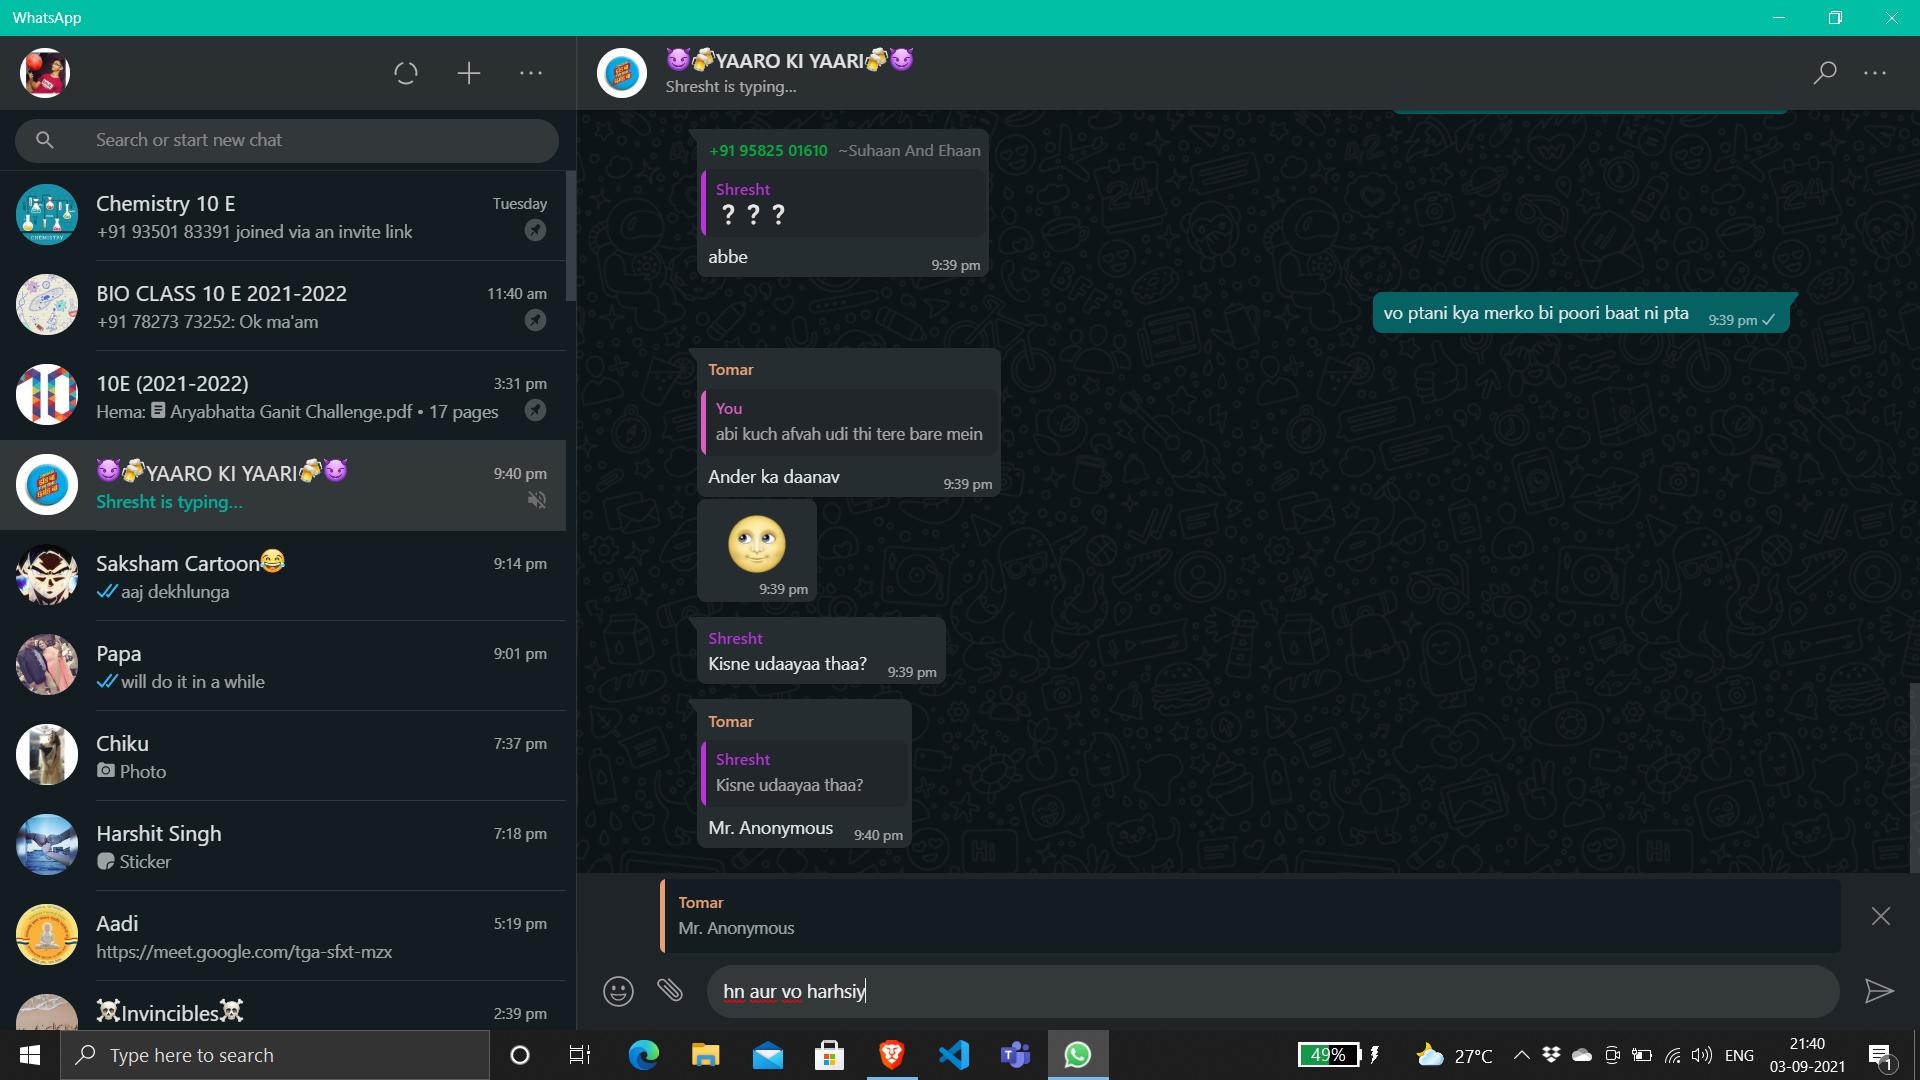 WhatsApp
Search or start new chat
Chemistry 10 E
Tuesday
+91 93501 83391 joined via an invite link
BIO CLASS 10 E 2021-2022
11:40 am
+91 78273 73252: Ok ma'am
10E (2021-2022)
3:31 pm
Hema: Aryabhatta Ganit Challenge.pdf • 17 pages
😈🍻YAARO KI YAARI🍻😈
9:40 pm
Shresht is typing...
Saksham Cartoon😂
9:14 pm
aaj dekhlunga
Papa
9:01 pm
will do it in a while
Chiku
7:37 pm
Photo
Harshit Singh
7:18 pm
Sticker
Aadi
5:19 pm
https://meet.google.com/tga-sfxt-mzx
☠Invincibles☠
2:39 pm
😈🍻YAARO KI YAARI🍻😈
Shresht is typing...
+91 95825 01610 ~Suhaan And Ehaan
Shresht
❔❔❔
abbe
9:39 pm
vo ptani kya merko bi poori baat ni pta
9:39 pm
Tomar
You
abi kuch afvah udi thi tere bare mein
Ander ka daanav
9:39 pm
🌝
9:39 pm
Shresht
Kisne udaayaa thaa?
9:39 pm
Tomar
Shresht
Kisne udaayaa thaa?
Mr. Anonymous
9:40 pm
Tomar
Mr. Anonymous
hn aur vo harhsiy
Type here to search
49%
27°C
ENG
21:40
03-09-2021
1